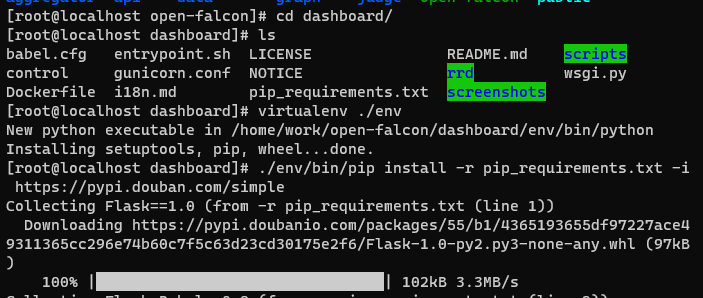 [root@localhost open-falcon]# cd dashboard/
[root@localhost dashboard]# ls
babel.cfg entrypoint.sh LICENSE README.md scripts
control gunicorn.conf NOTICE rrd wsgi.py
Dockerfile i18n.md pip_requirements.txt screenshots
[root@localhost dashboard]# virtualenv ./env
New python executable in /home/work/open-falcon/dashboard/env/bin/python
Installing setuptools, pip, wheel...done.
[root@localhost dashboard]# ./env/bin/pip install -r pip_requirements.txt -i
https://pypi.douban.com/simple
Collecting Flask==1.0 (from -r pip_requirements.txt (line 1))
Downloading https://pypi.doubanio.com/packages/55/b1/4365193655df97227ace4
9311365cc296e74b60c7f5c63d23cd30175e2f6/Flask-1.0-py2.py3-none-any.whl (97kB
)
100% |████████████████████████████████| 102kB 3.3MB/s